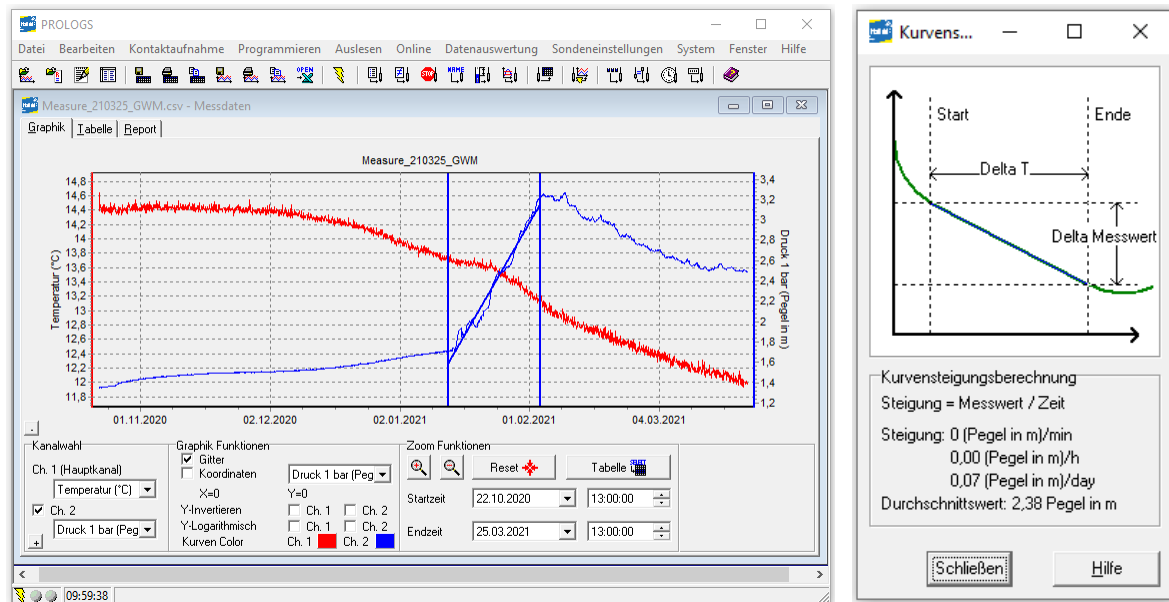 PROLOGS
Datei Bearbeiten Kontaktaufnahme Programmieren Auslesen Online Datenauswertung Sondeneinstellungen System Fenster Hilfe
Measure_210325_GWM.csv - Messdaten
Graphik Tabelle Report
Measure_210325_GWM
14,8
14,6
14,4
14,2
14
13,8
13,6
13,4
13,2
13
12,8
12,6
12,4
12,2
12
11,8
Temperatur (°C)
3,4
3,2
3
2,8
2,6
2,4
2,2
2
1,8
1,6
1,4
1,2
Druck 1 bar (Pegel in m)
01.11.2020 02.12.2020 02.01.2021 01.02.2021 04.03.2021
Kanalwahl
Ch. 1 (Hauptkanal)
Temperatur (°C)
Ch. 2
Druck 1 bar (Peg
Graphik Funktionen
Gitter
Koordinaten Druck 1 bar (Peg
X=0 Y=0
Y-Invertieren Ch. 1 Ch. 2
Y-Logarithmisch Ch. 1 Ch. 2
Kurven Color Ch. 1 Ch. 2
Zoom Funktionen
Reset Tabelle
Startzeit 22.10.2020 13:00:00
Endzeit 25.03.2021 13:00:00
09:59:38
Kurvens...
Start Ende
Delta T
Delta Messwert
Kurvensteigungsberechnung
Steigung = Messwert / Zeit
Steigung: 0 (Pegel in m)/min
0,00 (Pegel in m)/h
0,07 (Pegel in m)/day
Durchschnittswert: 2,38 Pegel in m
Schließen Hilfe